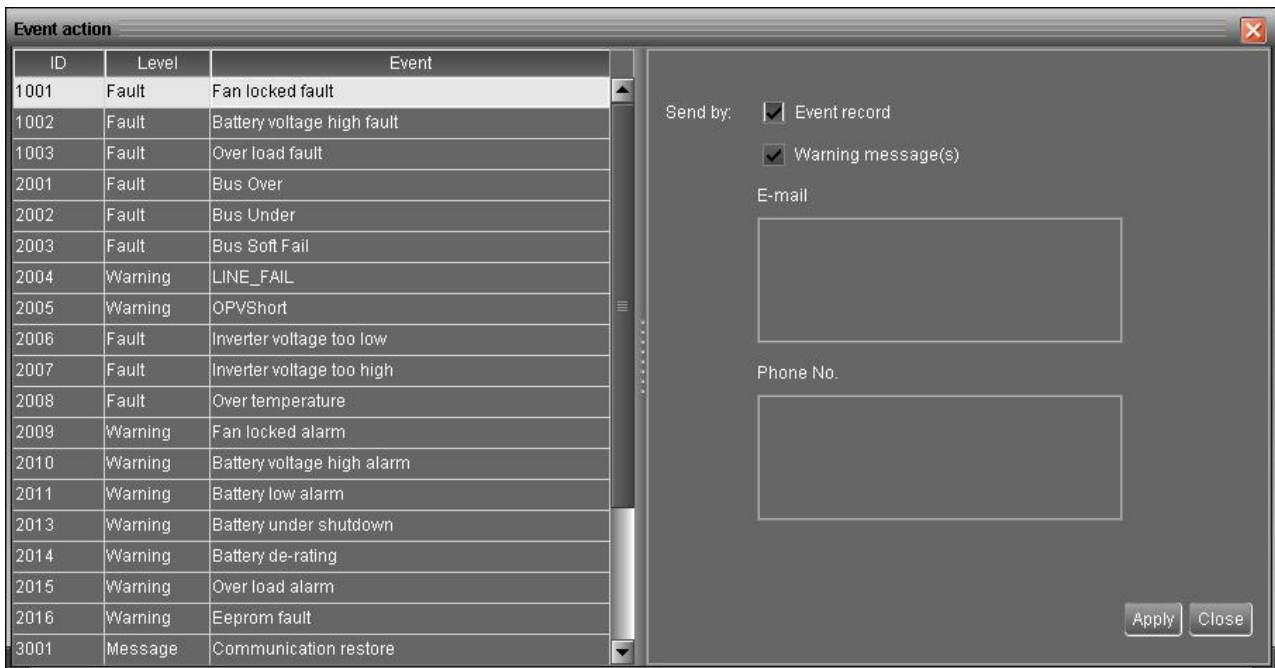 Event action
ID Level Event
1001 Fault Fan locked fault
1002 Fault Battery voltage high fault
1003 Fault Over load fault
2001 Fault Bus Over
2002 Fault Bus Under
2003 Fault Bus Soft Fail
2004 Warning LINE_FAIL
2005 Warning OPVShort
2006 Fault Inverter voltage too low
2007 Fault Inverter voltage too high
2008 Fault Over temperature
2009 Warning Fan locked alarm
2010 Warning Battery voltage high alarm
2011 Warning Battery low alarm
2013 Warning Battery under shutdown
2014 Warning Battery de-rating
2015 Warning Over load alarm
2016 Warning Eeprom fault
3001 Message Communication restore
Send by: Event record
Warning message(s)
E-mail
Phone No.
Apply Close